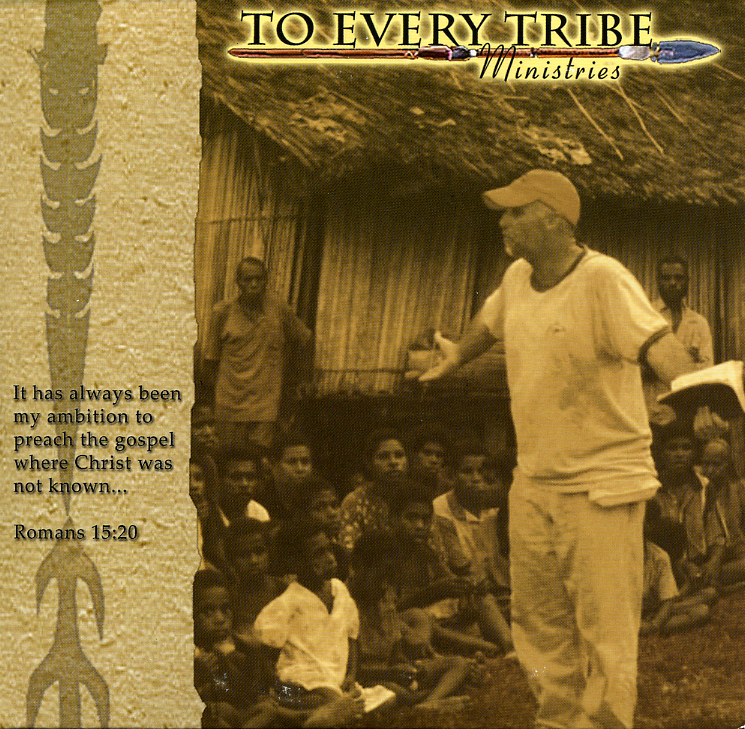 TO EVERY TRIBE
Ministries
It has always been
my ambition to
preach the gospel
where Christ was
not known...
Romans 15:20